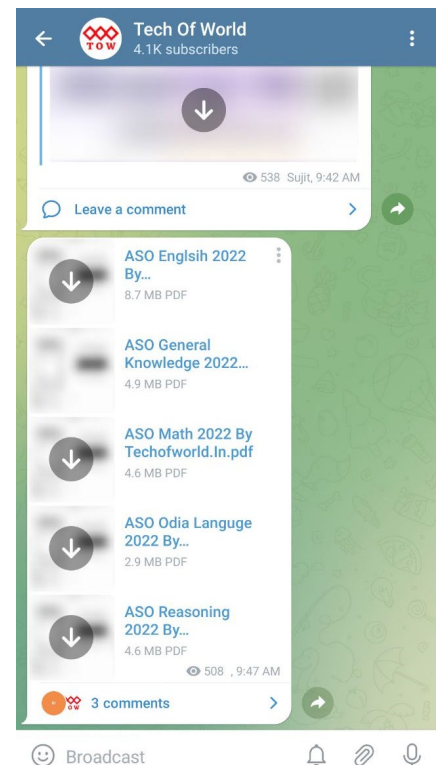 TOW
Tech Of World
4.1K subscribers
538 Sujit, 9:42 AM
Leave a comment
ASO Englsih 2022
By...
8.7 MB PDF
ASO General
Knowledge 2022...
4.9 MB PDF
ASO Math 2022 By
Techofworld.In.pdf
4.6 MB PDF
ASO Odia Languge
2022 By...
2.9 MB PDF
ASO Reasoning
2022 By...
4.6 MB PDF
508 , 9:47 AM
TOW
3 comments
Broadcast